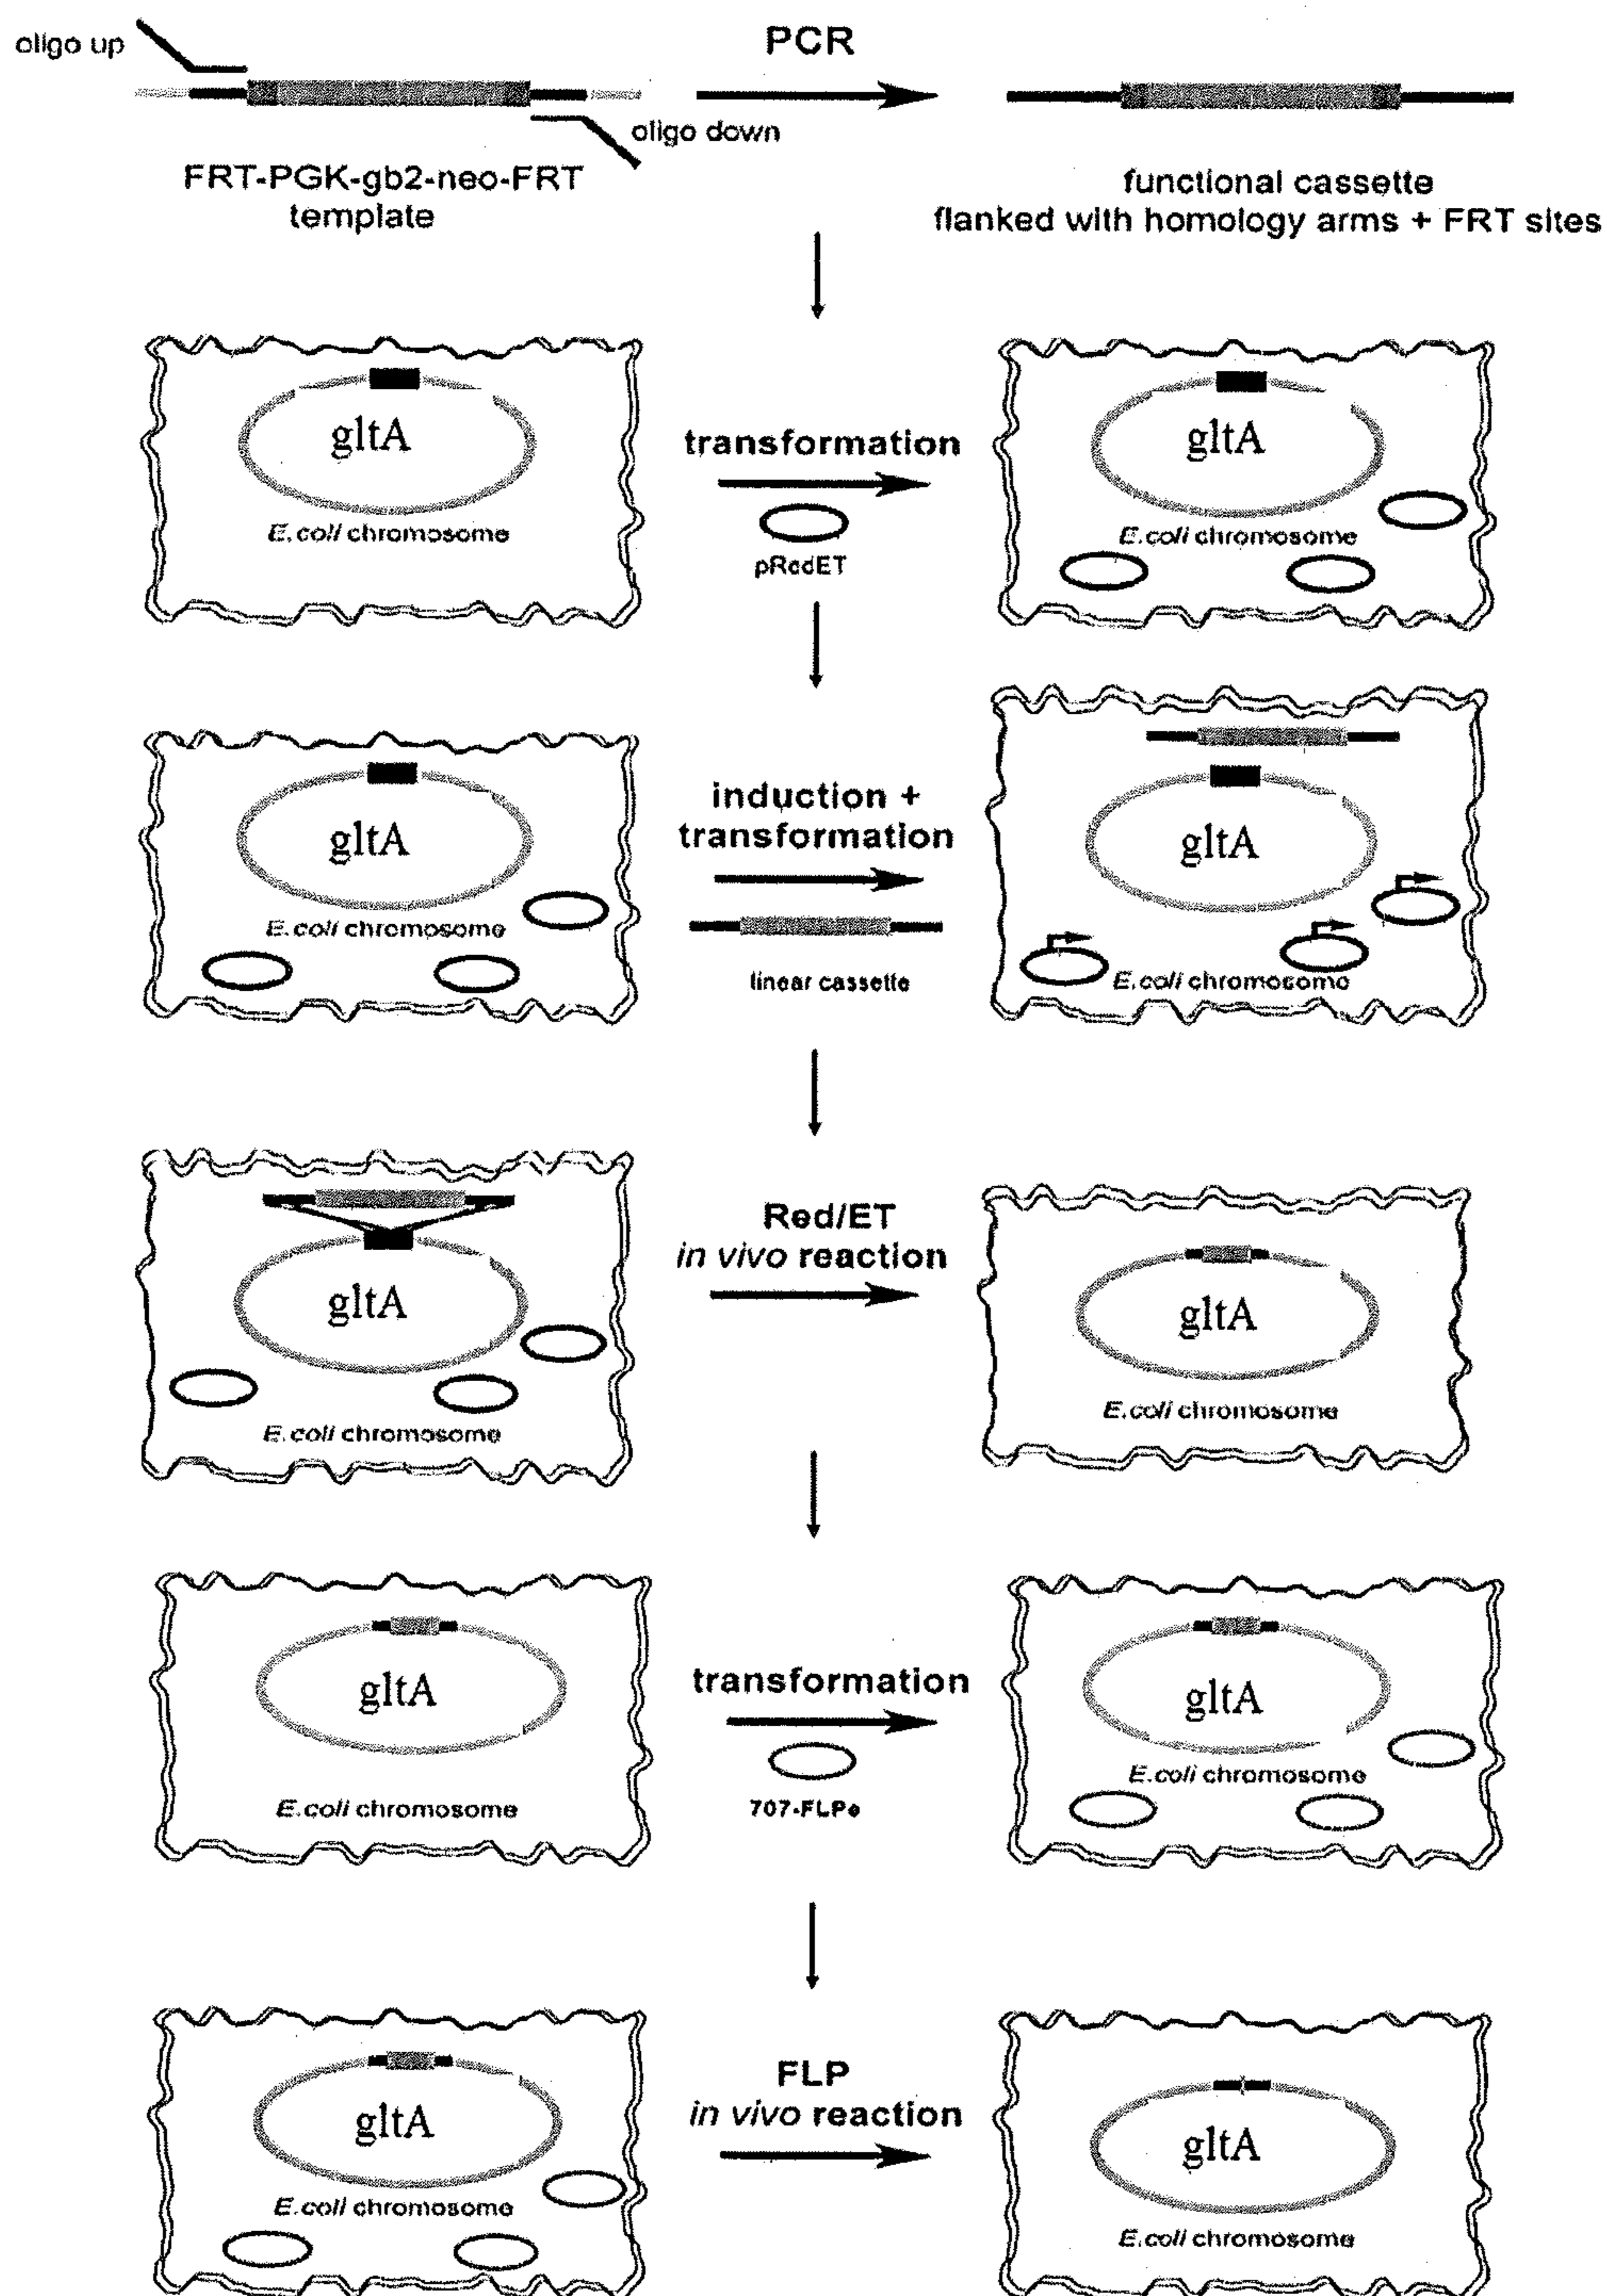 oligo up
PCR
oligo down
FRT-PGK-gb2-neo-FRT
template
functional cassette
flanked with homology arms + FRT sites
gltA
E.coli chromosome
transformation
pRedET
gltA
E.coli chromosome
gltA
E.coli chromosome
induction +
transformation
linear cassette
gltA
E.coli chromosome
gltA
E.coli chromosome
Red/ET
in vivo reaction
gltA
E.coli chromosome
gltA
E.coli chromosome
transformation
707-FLPe
gltA
E.coli chromosome
gltA
E.coli chromosome
FLP
in vivo reaction
gltA
E.coli chromosome